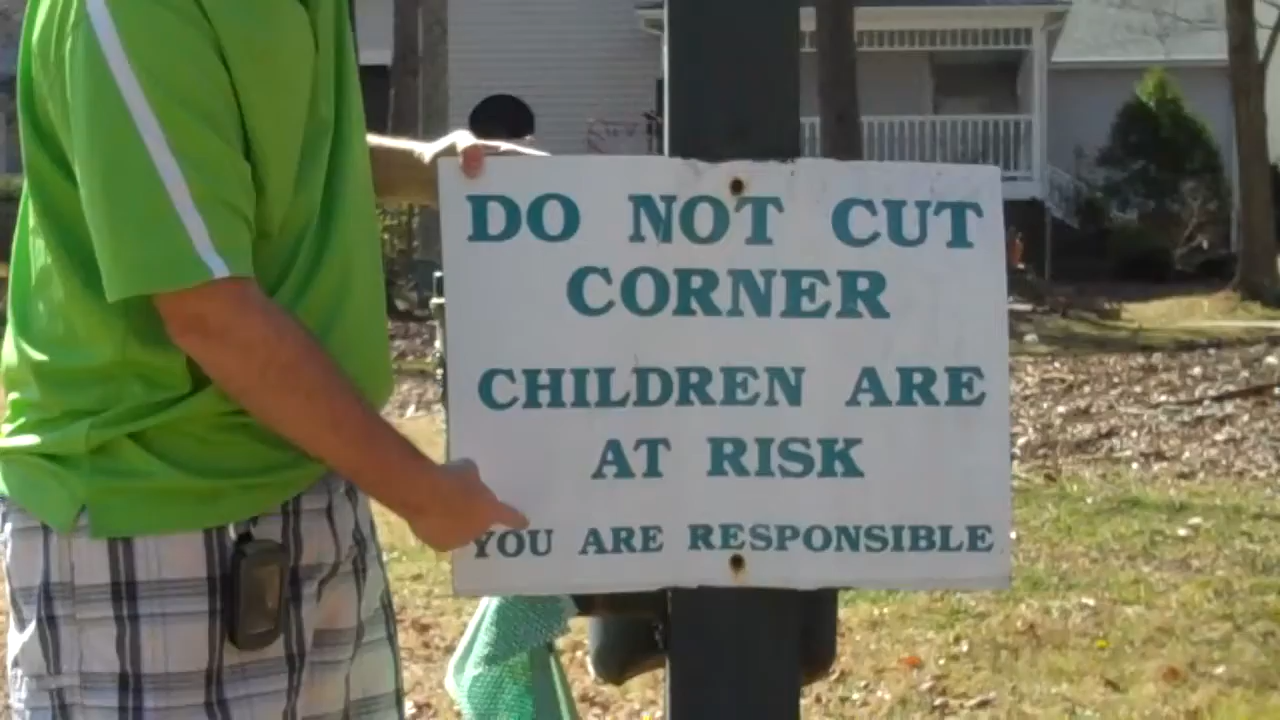 DO NOT CUT
CORNER
CHILDREN ARE
AT RISK
YOU ARE RESPONSIBLE